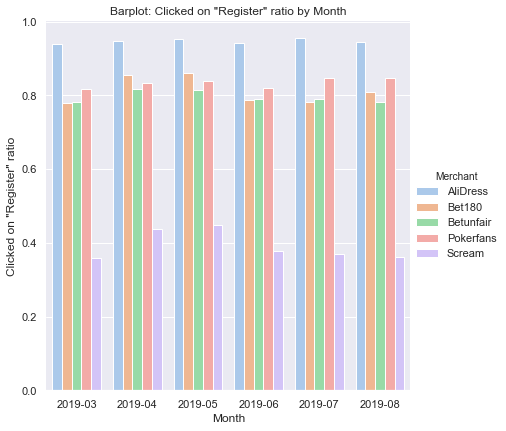 Barplot: Clicked on "Register" ratio by Month
Clicked on "Register" ratio
1.0
0.8
0.6
0.4
0.2
0.0
2019-03 2019-04 2019-05 2019-06 2019-07 2019-08
Month
Merchant
AliDress
Bet180
Betunfair
Pokerfans
Scream